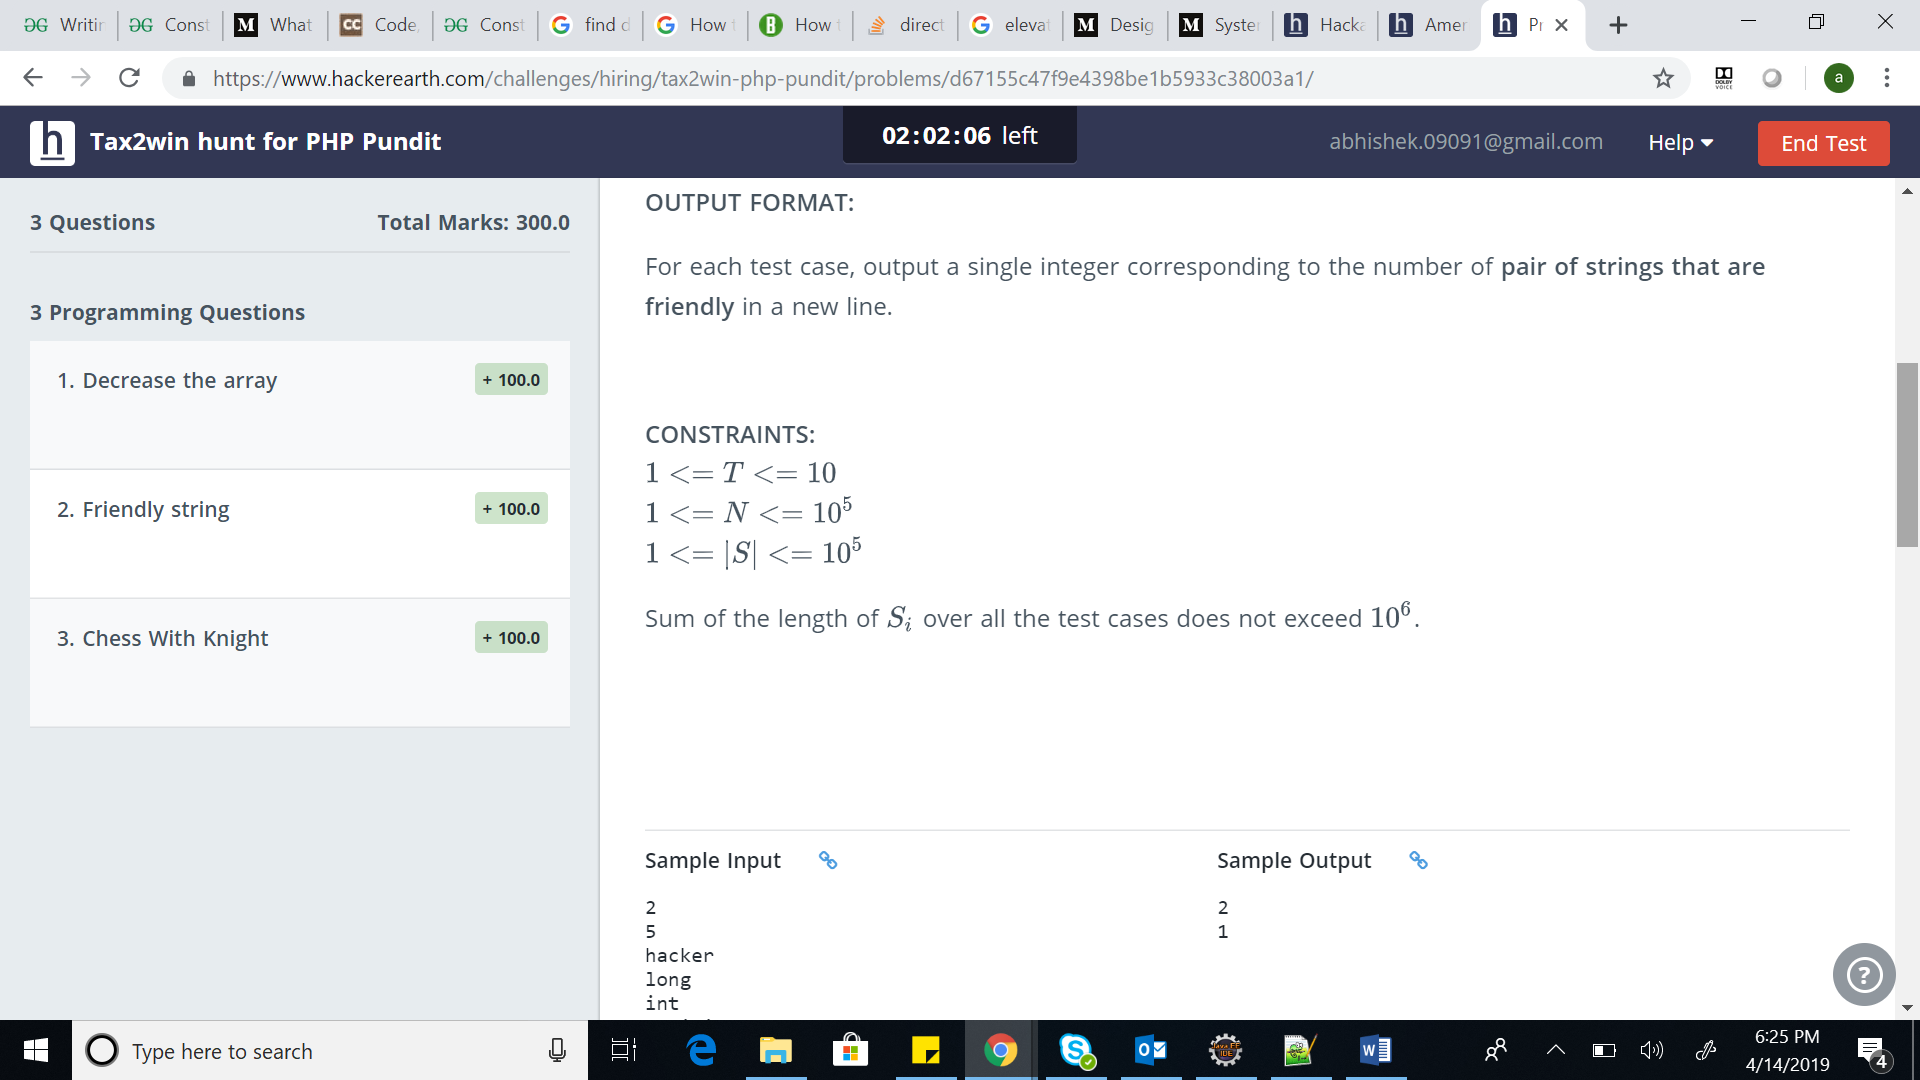 Writin
Const
What
Code,
Const
find d
How t
How t
direct
elevat
Desig
System
Hacka
Amer
Pr
https://www.hackerearth.com/challenges/hiring/tax2win-php-pundit/problems/d67155c47f9e4398be1b5933c38003a1/
DOLBY VOICE
a
h Tax2win hunt for PHP Pundit
02:02:06 left
abhishek.09091@gmail.com
Help
End Test
3 Questions Total Marks: 300.0
3 Programming Questions
1. Decrease the array + 100.0
2. Friendly string + 100.0
3. Chess With Knight + 100.0
OUTPUT FORMAT:
For each test case, output a single integer corresponding to the number of pair of strings that are
friendly in a new line.
CONSTRAINTS:
1 <= T <= 10
1 <= N <= 10^5
1 <= |S| <= 10^5
Sum of the length of S_i over all the test cases does not exceed 10^6.
Sample Input Sample Output
2 2
5 1
hacker
long
int
?
Type here to search
6:25 PM
4/14/2019
4